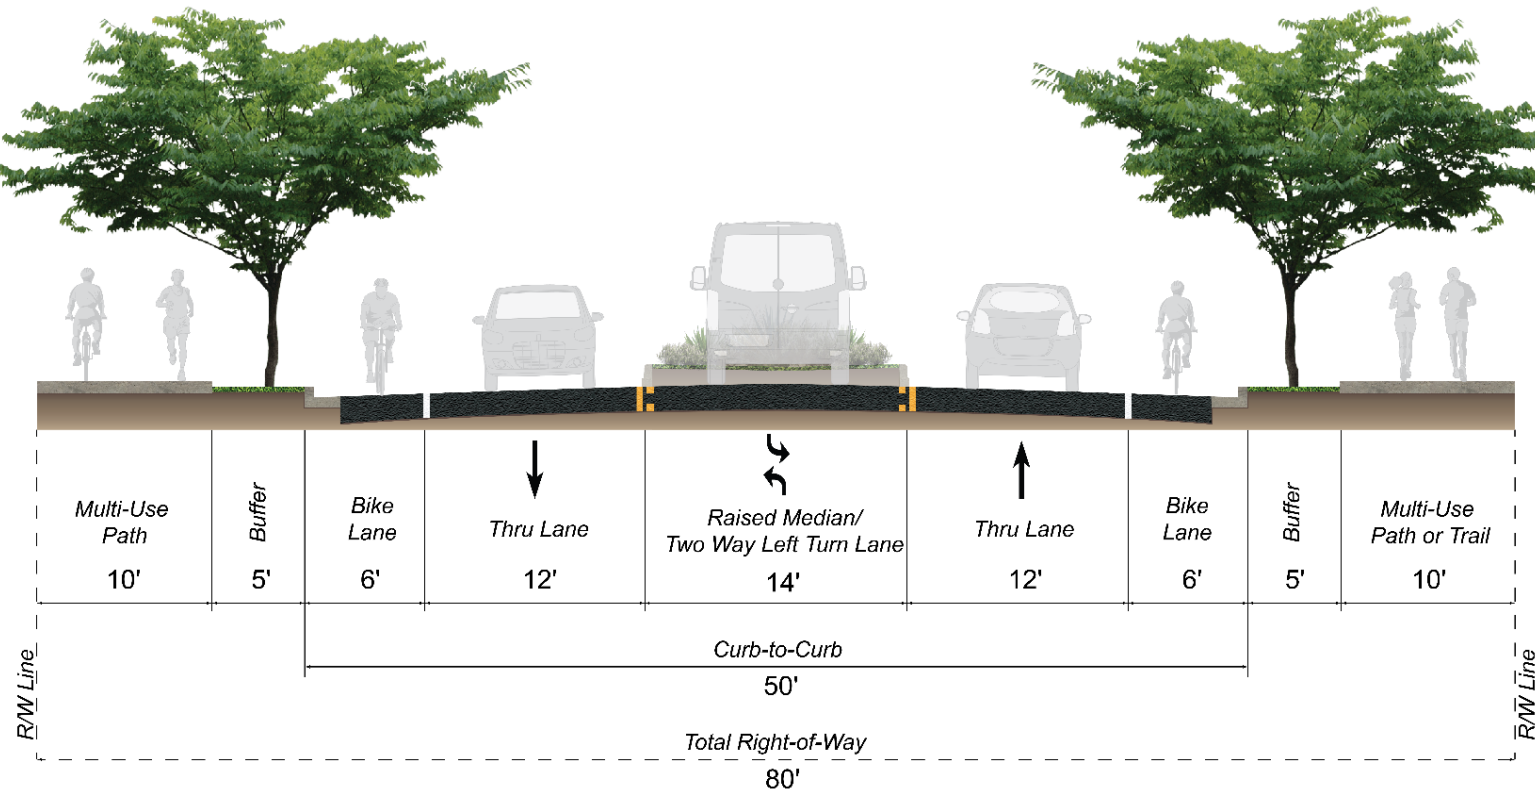 Multi-Use
Path
10'
Buffer
5'
Bike
Lane
6'
Thru Lane
12'
Raised Median/
Two Way Left Turn Lane
14'
Thru Lane
12'
Bike
Lane
6'
Buffer
5'
Multi-Use
Path or Trail
10'
Curb-to-Curb
50'
R/W Line
R/W Line
Total Right-of-Way
80'